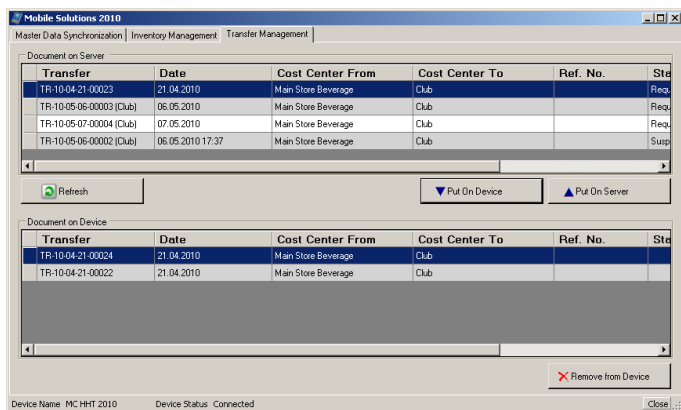 Mobile Solutions 2010
Master Data Synchronization Inventory Management Transfer Management
Document on Server
Transfer Date Cost Center From Cost Center To Ref. No. Sta
TR-10-04-21-00023 21.04.2010 Main Store Beverage Club Requ
TR-10-05-06-00003 (Club) 06.05.2010 Main Store Beverage Club Requ
TR-10-05-07-00004 (Club) 07.05.2010 Main Store Beverage Club Requ
TR-10-05-06-00002 (Club) 06.05.2010 17:37 Main Store Beverage Club Susp
Refresh Put On Device Put On Server
Document on Device
Transfer Date Cost Center From Cost Center To Ref. No. Sta
TR-10-04-21-00024 21.04.2010 Main Store Beverage Club
TR-10-04-21-00022 21.04.2010 Main Store Beverage Club
Remove from Device
Device Name MC HHT 2010 Device Status Connected Close